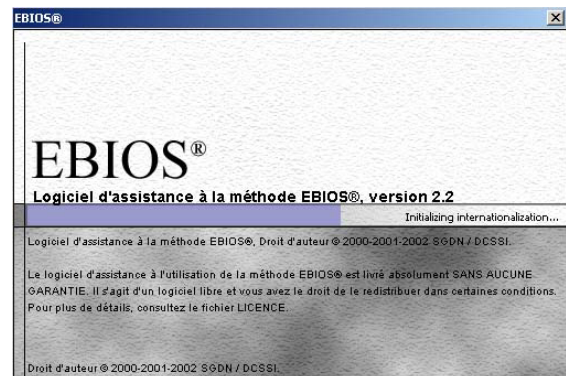 EBIOS®
EBIOS®
Logiciel d'assistance à la méthode EBIOS®, version 2.2
Initializing internationalization...
Logiciel d'assistance à la méthode EBIOS®, Droit d'auteur © 2000-2001-2002 SGDN / DCSSI.
Le logiciel d'assistance à l'utilisation de la méthode EBIOS® est livré absolument SANS AUCUNE
GARANTIE. Il s'agit d'un logiciel libre et vous avez le droit de le redistribuer dans certaines conditions.
Pour plus de détails, consultez le fichier LICENCE.
Droit d'auteur © 2000-2001-2002 SGDN / DCSSI.